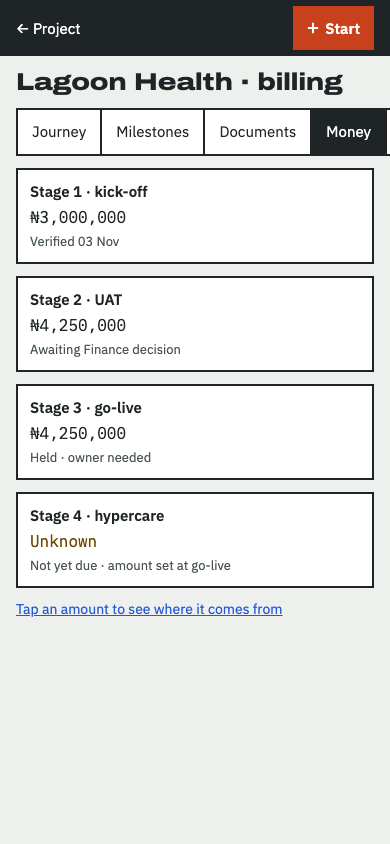 ← Project
+ Start
Lagoon Health · billing
Journey
Milestones
Documents
Money
Stage 1 · kick-off
₦3,000,000
Verified 03 Nov
Stage 2 · UAT
₦4,250,000
Awaiting Finance decision
Stage 3 · go-live
₦4,250,000
Held · owner needed
Stage 4 · hypercare
Unknown
Not yet due · amount set at go-live
Tap an amount to see where it comes from